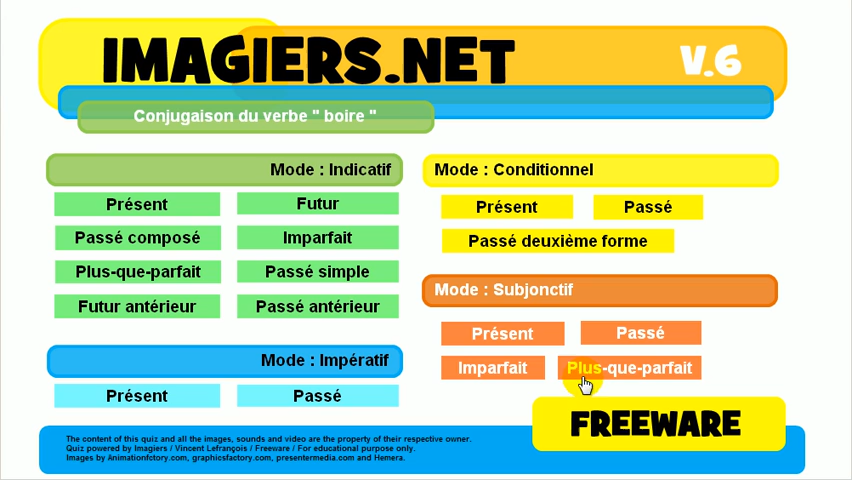 IMAGIERS.NET
V.6
Conjugaison du verbe " boire "
Mode : Indicatif
Présent
Futur
Passé composé
Imparfait
Plus-que-parfait
Passé simple
Futur antérieur
Passé antérieur
Mode : Impératif
Présent
Passé
Mode : Conditionnel
Présent
Passé
Passé deuxième forme
Mode : Subjonctif
Présent
Passé
Imparfait
Plus-que-parfait
FREEWARE
The content of this quiz and all the images, sounds and video are the property of their respective owner.
Quiz powered by Imagiers / Vincent Lefrançois / Freeware / For educational purpose only.
Images by Animationfctory.com, graphicsfactory.com, presentermedia.com and Hemera.